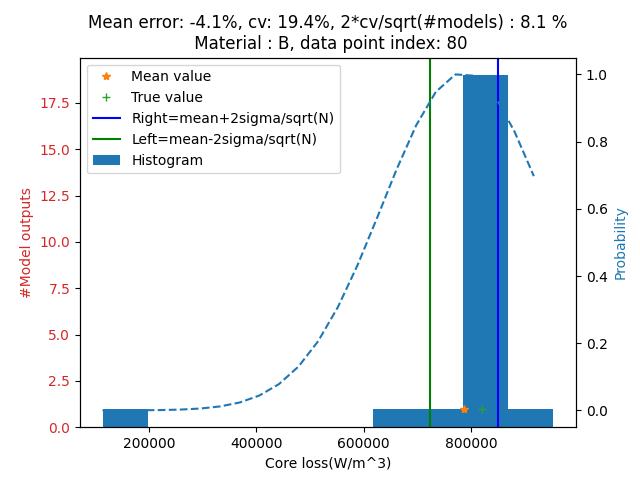 Mean error: -4.1%, cv: 19.4%, 2*cv/sqrt(#models) : 8.1 %
Material : B, data point index: 80
Mean value
True value
Right=mean+2sigma/sqrt(N)
Left=mean-2sigma/sqrt(N)
Histogram
17.5
15.0
12.5
10.0
7.5
5.0
2.5
0.0
#Model outputs
1.0
0.8
0.6
0.4
0.2
0.0
Probability
200000
400000
600000
800000
Core loss(W/m^3)